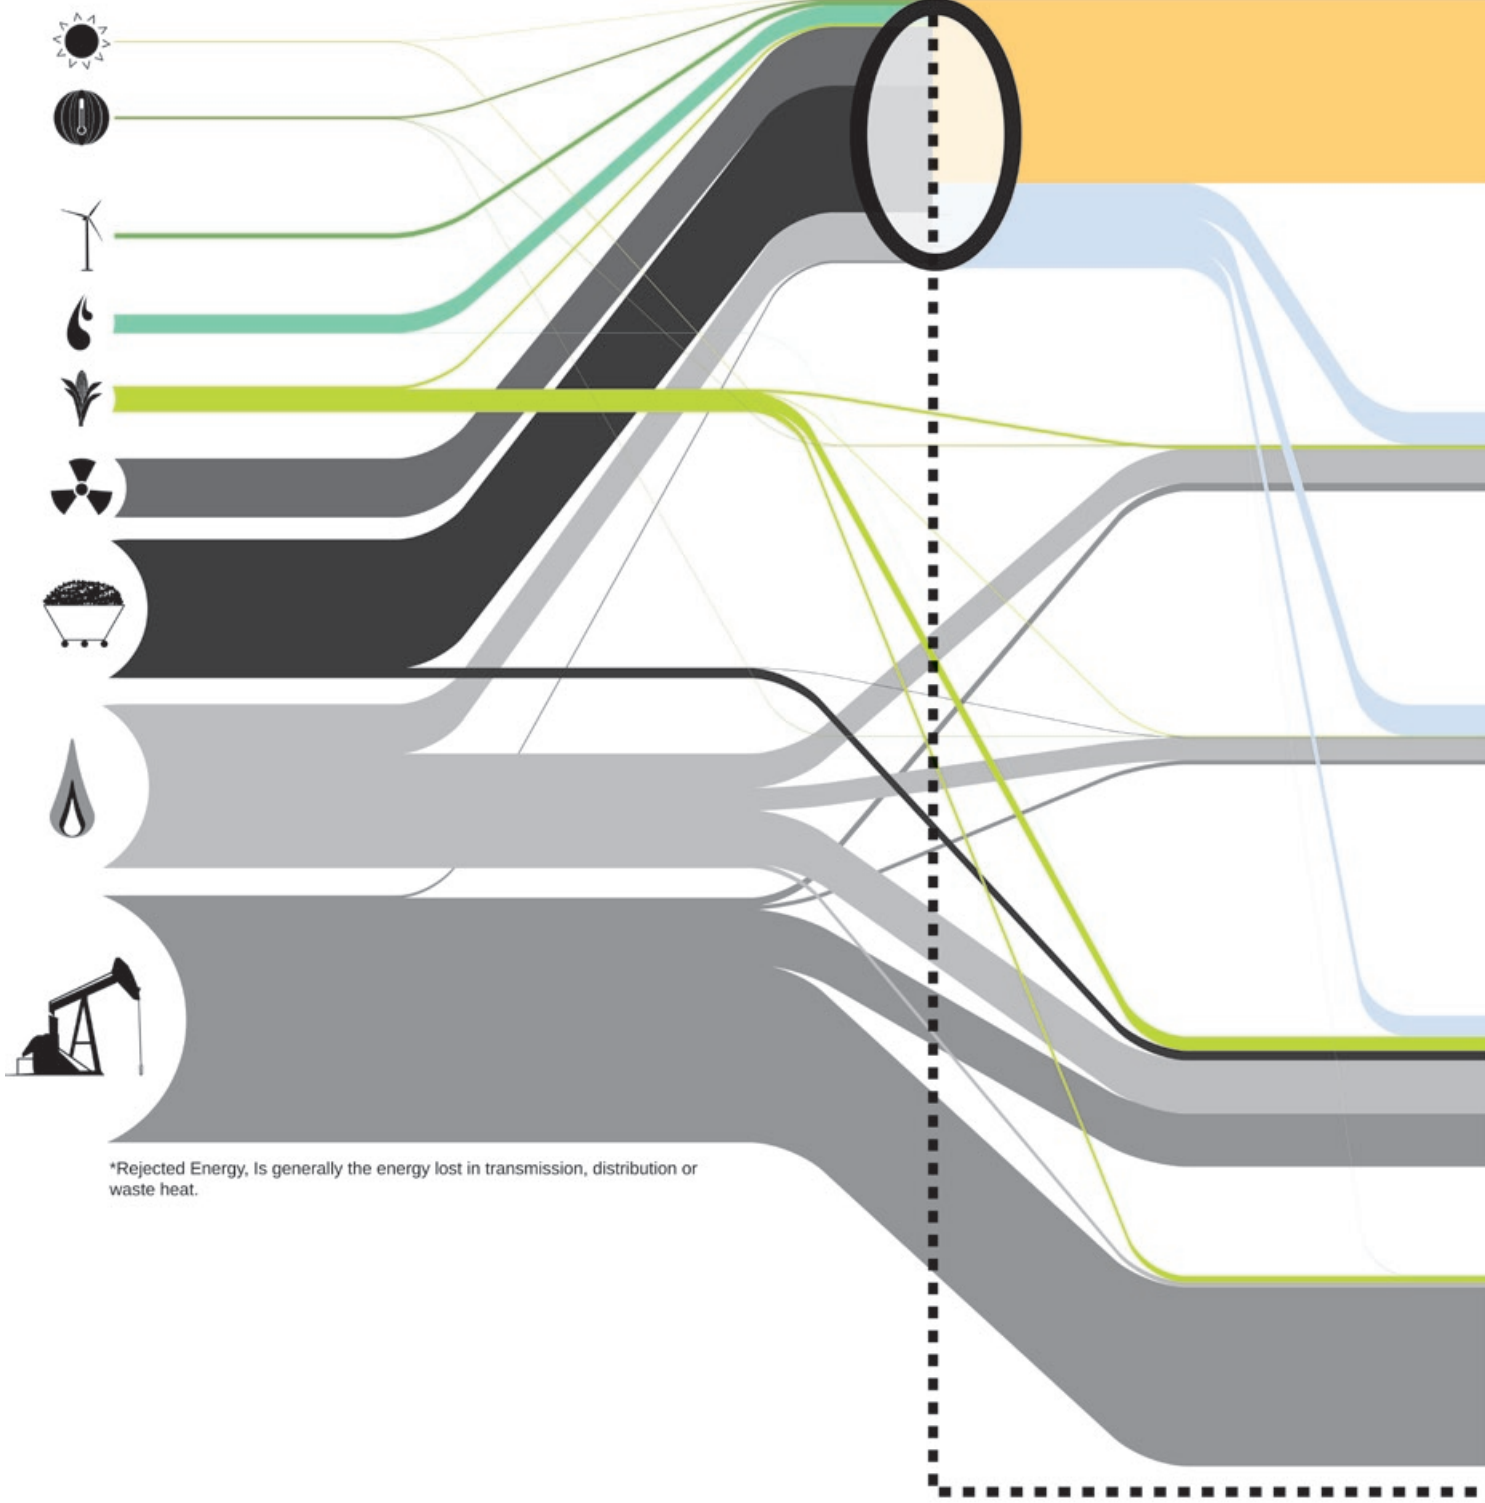 *Rejected Energy, Is generally the energy lost in transmission, distribution or
waste heat.